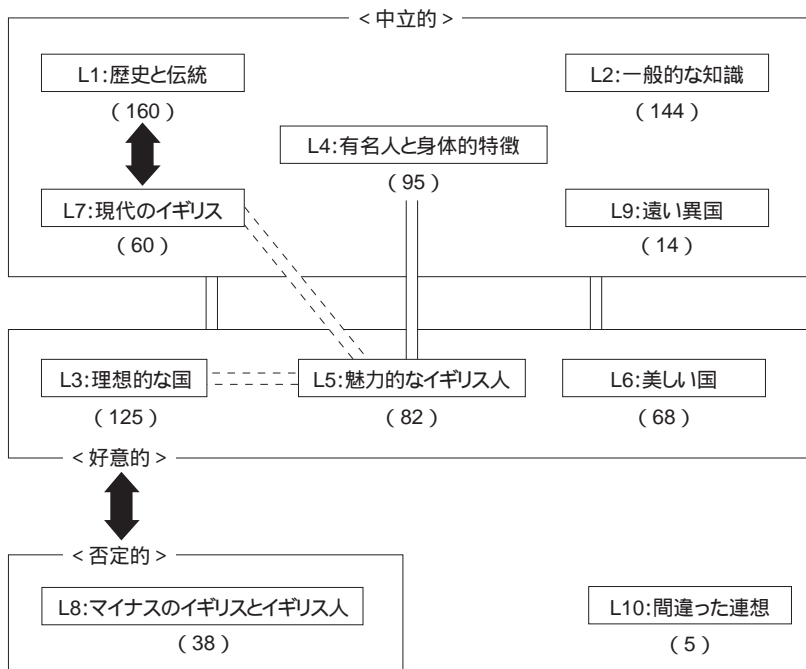 < 中立的 >
L1:歴史と伝統
( 160 )
L2:一般的な知識
( 144 )
L4:有名人と身体的特徴
( 95 )
L7:現代のイギリス
( 60 )
L9:遠い異国
( 14 )
L3:理想的な国
( 125 )
L5:魅力的なイギリス人
( 82 )
L6:美しい国
( 68 )
< 好意的 >
< 否定的 >
L8:マイナスのイギリスとイギリス人
( 38 )
L10:間違った連想
( 5 )